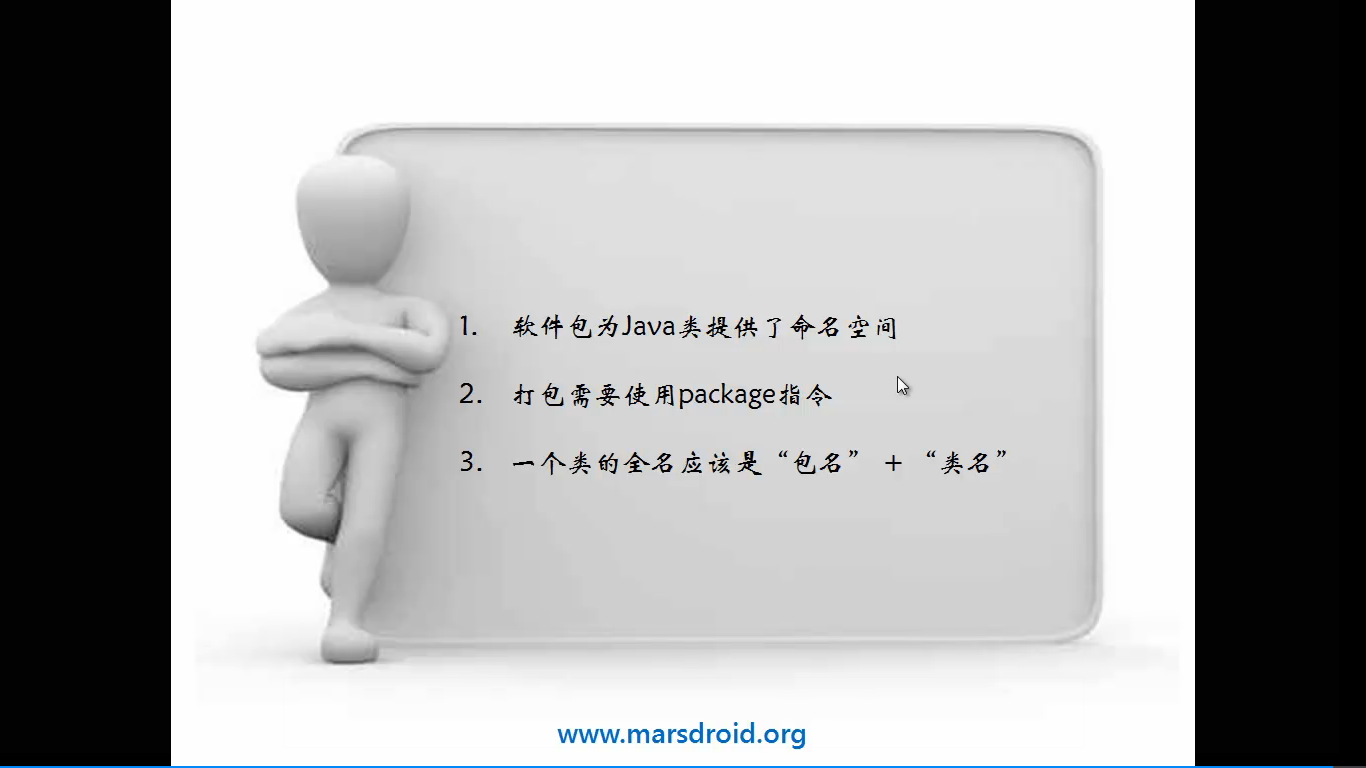 1. 软件包为Java类提供了命名空间
2. 打包需要使用package指令
3. 一个类的全名应该是“包名” + “类名”
www.marsdroid.org